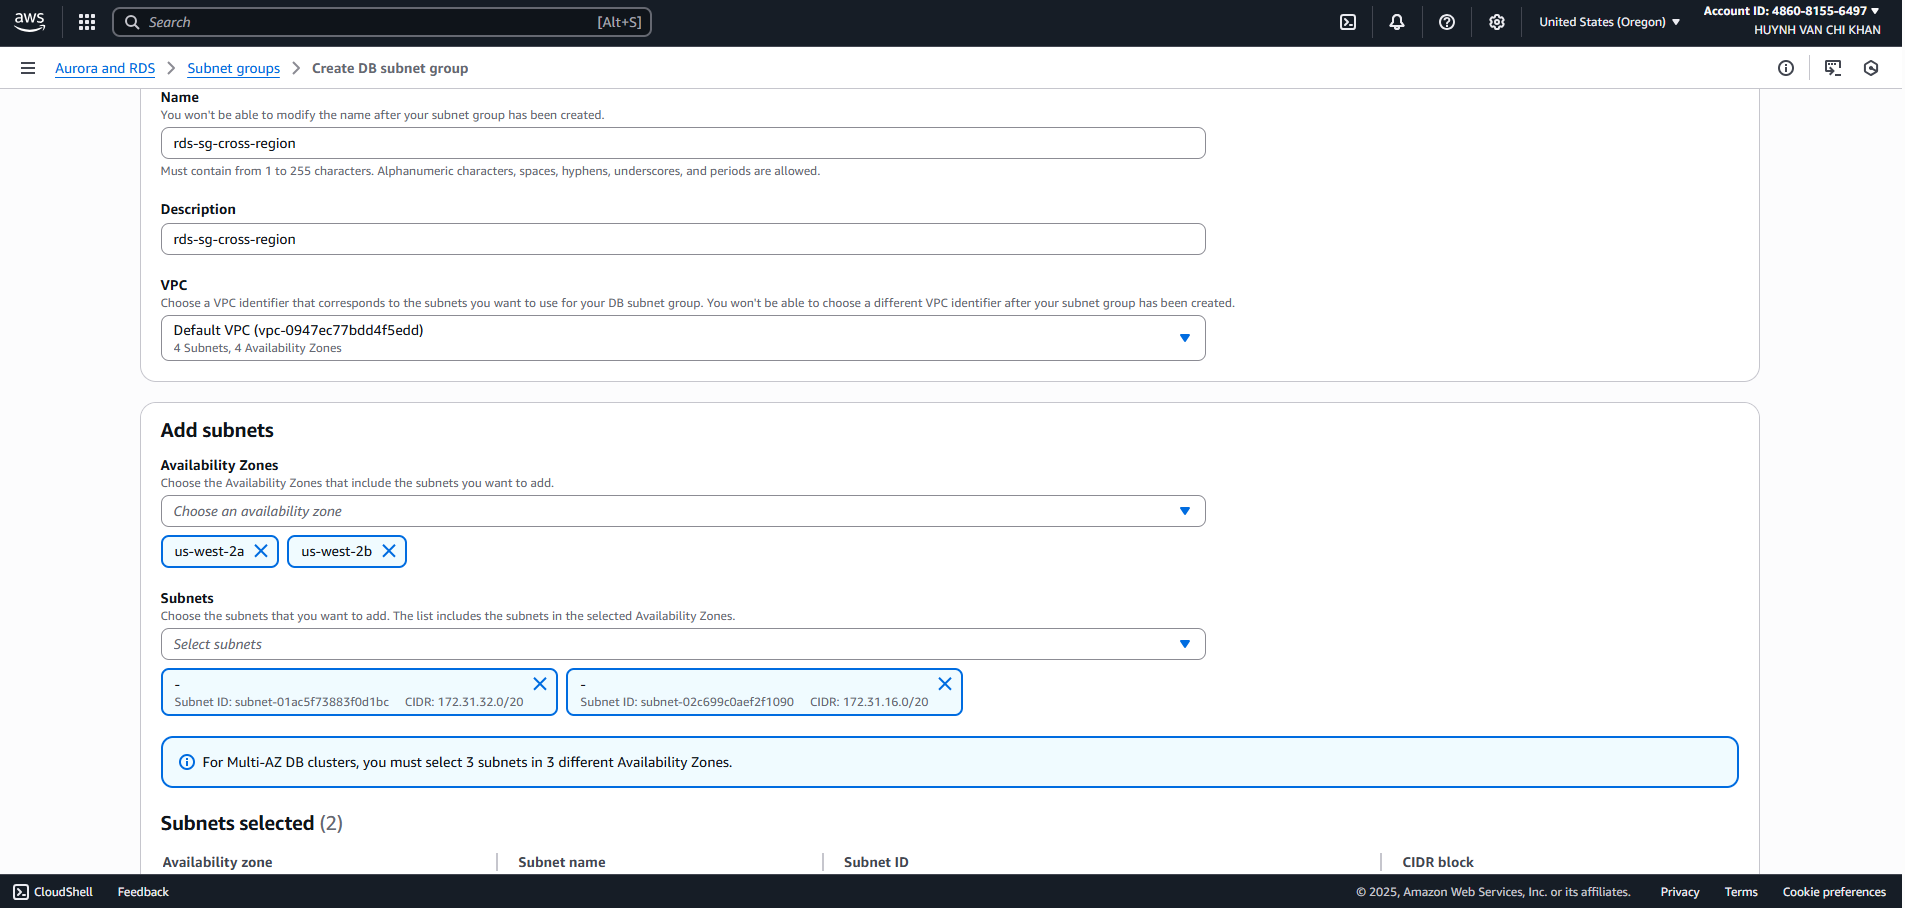 aws
Search [Alt+S]
United States (Oregon)
Account ID: 4860-8155-6497
HUYNH VAN CHI KHAN
Aurora and RDS > Subnet groups > Create DB subnet group
Name
You won't be able to modify the name after your subnet group has been created.
rds-sg-cross-region
Must contain from 1 to 255 characters. Alphanumeric characters, spaces, hyphens, underscores, and periods are allowed.
Description
rds-sg-cross-region
VPC
Choose a VPC identifier that corresponds to the subnets you want to use for your DB subnet group. You won't be able to choose a different VPC identifier after your subnet group has been created.
Default VPC (vpc-0947ec77bdd4f5edd)
4 Subnets, 4 Availability Zones
Add subnets
Availability Zones
Choose the Availability Zones that include the subnets you want to add.
Choose an availability zone
us-west-2a us-west-2b
Subnets
Choose the subnets that you want to add. The list includes the subnets in the selected Availability Zones.
Select subnets
- -
Subnet ID: subnet-01ac5f73883f0d1bc CIDR: 172.31.32.0/20 Subnet ID: subnet-02c699c0aef2f1090 CIDR: 172.31.16.0/20
For Multi-AZ DB clusters, you must select 3 subnets in 3 different Availability Zones.
Subnets selected (2)
Availability zone Subnet name Subnet ID CIDR block
CloudShell Feedback © 2025, Amazon Web Services, Inc. or its affiliates. Privacy Terms Cookie preferences